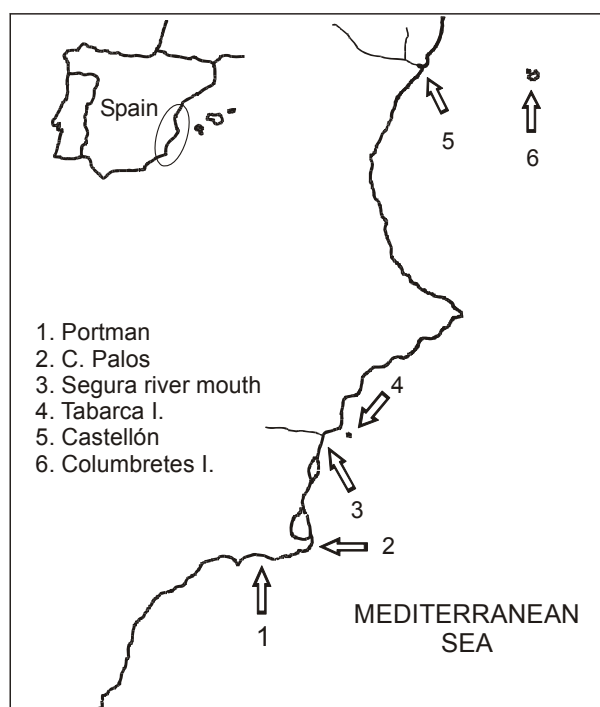 Spain
5
6
1. Portman
2. C. Palos
3. Segura river mouth
4. Tabarca I.
5. Castellón
6. Columbretes I.
4
3
2
1
MEDITERRANEAN
SEA